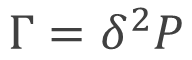 Γ = δ²P